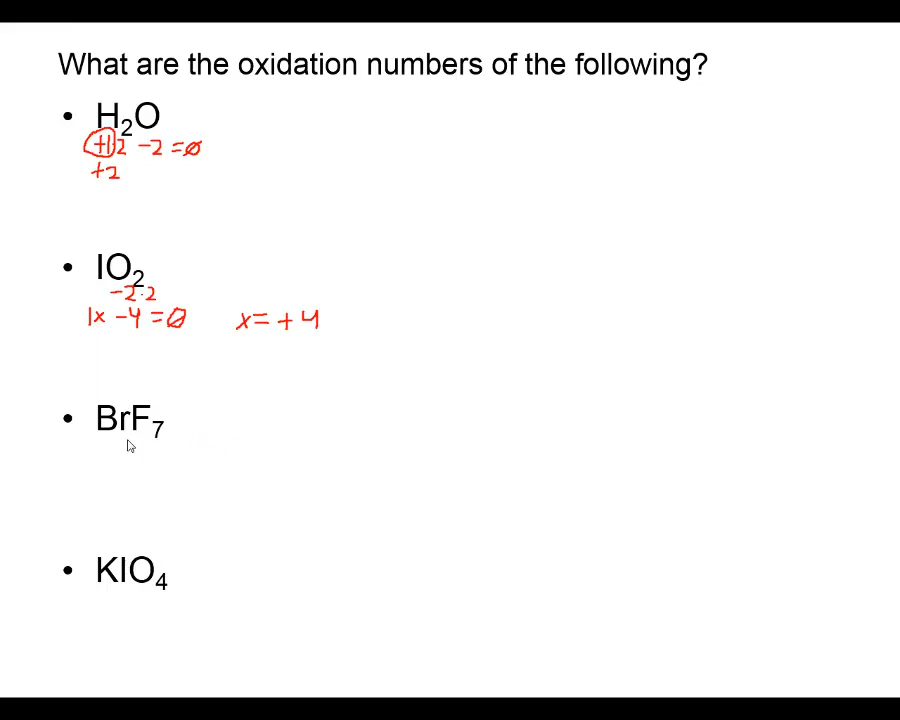 What are the oxidation numbers of the following?
• H₂O
+1·2 -2 = 0
+2
• IO₂
-2·2
1x -4 = 0 x = +4
• BrF₇
• KIO₄